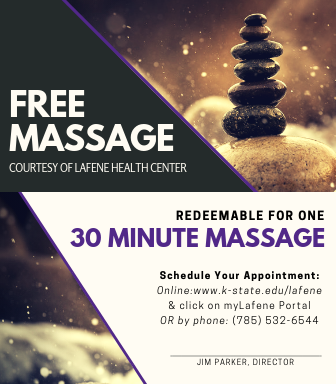 FREE
MASSAGE
COURTESY OF LAFENE HEALTH CENTER
REDEEMABLE FOR ONE
30 MINUTE MASSAGE
Schedule Your Appointment:
Online:www.k-state.edu/lafene
& click on myLafene Portal
OR by phone: (785) 532-6544
JIM PARKER, DIRECTOR